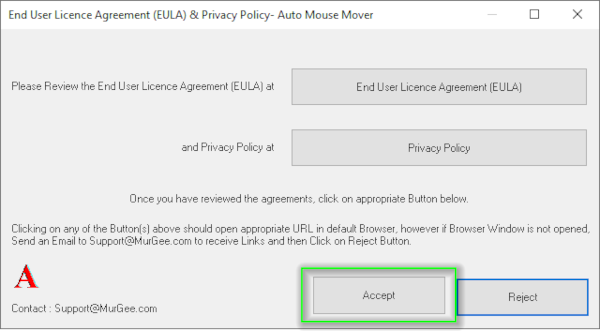 End User Licence Agreement (EULA) & Privacy Policy- Auto Mouse Mover
Please Review the End User Licence Agreement (EULA) at
End User Licence Agreement (EULA)
and Privacy Policy at
Privacy Policy
Once you have reviewed the agreements, click on appropriate Button below.
Clicking on any of the Button(s) above should open appropriate URL in default Browser, however if Browser Window is not opened,
Send an Email to Support@MurGee.com to receive Links and then Click on Reject Button.
A
Accept
Reject
Contact : Support@MurGee.com